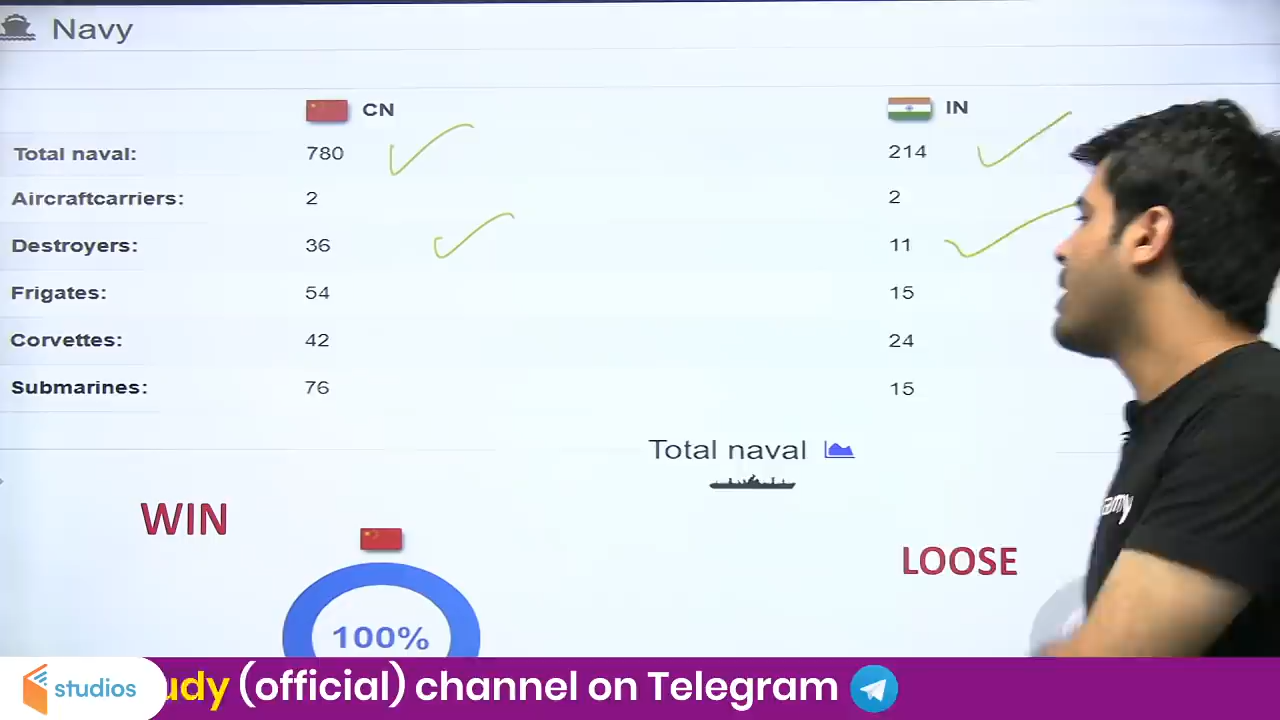 Navy
CN IN
Total naval: 780 214
Aircraftcarriers: 2 2
Destroyers: 36 11
Frigates: 54 15
Corvettes: 42 24
Submarines: 76 15
Total naval
WIN
LOOSE
100%
amy
studios udy (official) channel on Telegram